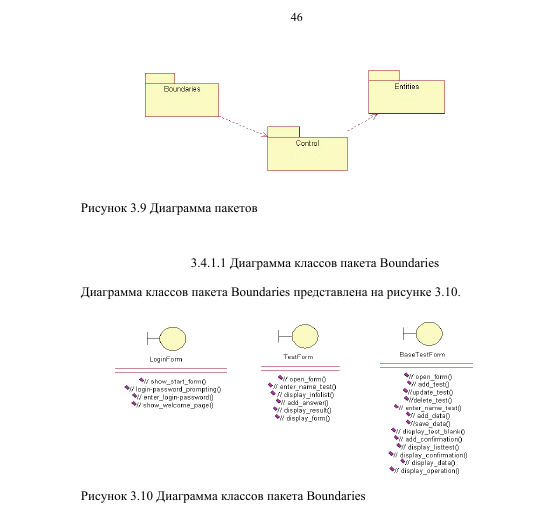 46
Boundaries
Entities
Control
Рисунок 3.9 Диаграмма пакетов
3.4.1.1 Диаграмма классов пакета Boundaries
Диаграмма классов пакета Boundaries представлена на рисунке 3.10.
LoginForm
// show_start_form()
// login-password_prompting()
// enter_login-password()
// show_welcome_page()
TestForm
// open_form()
// enter_name_test()
// display_infolist()
// add_answer()
// display_result()
// display_form()
BaseTestForm
// open_form()
// add_test()
//update_test()
//delete_test()
// enter_name_test()
// add_data()
//save_data()
// display_test_blank()
// add_confirmation()
// display_listtest()
// display_confirmation()
// display_data()
// display_operation()
Рисунок 3.10 Диаграмма классов пакета Boundaries